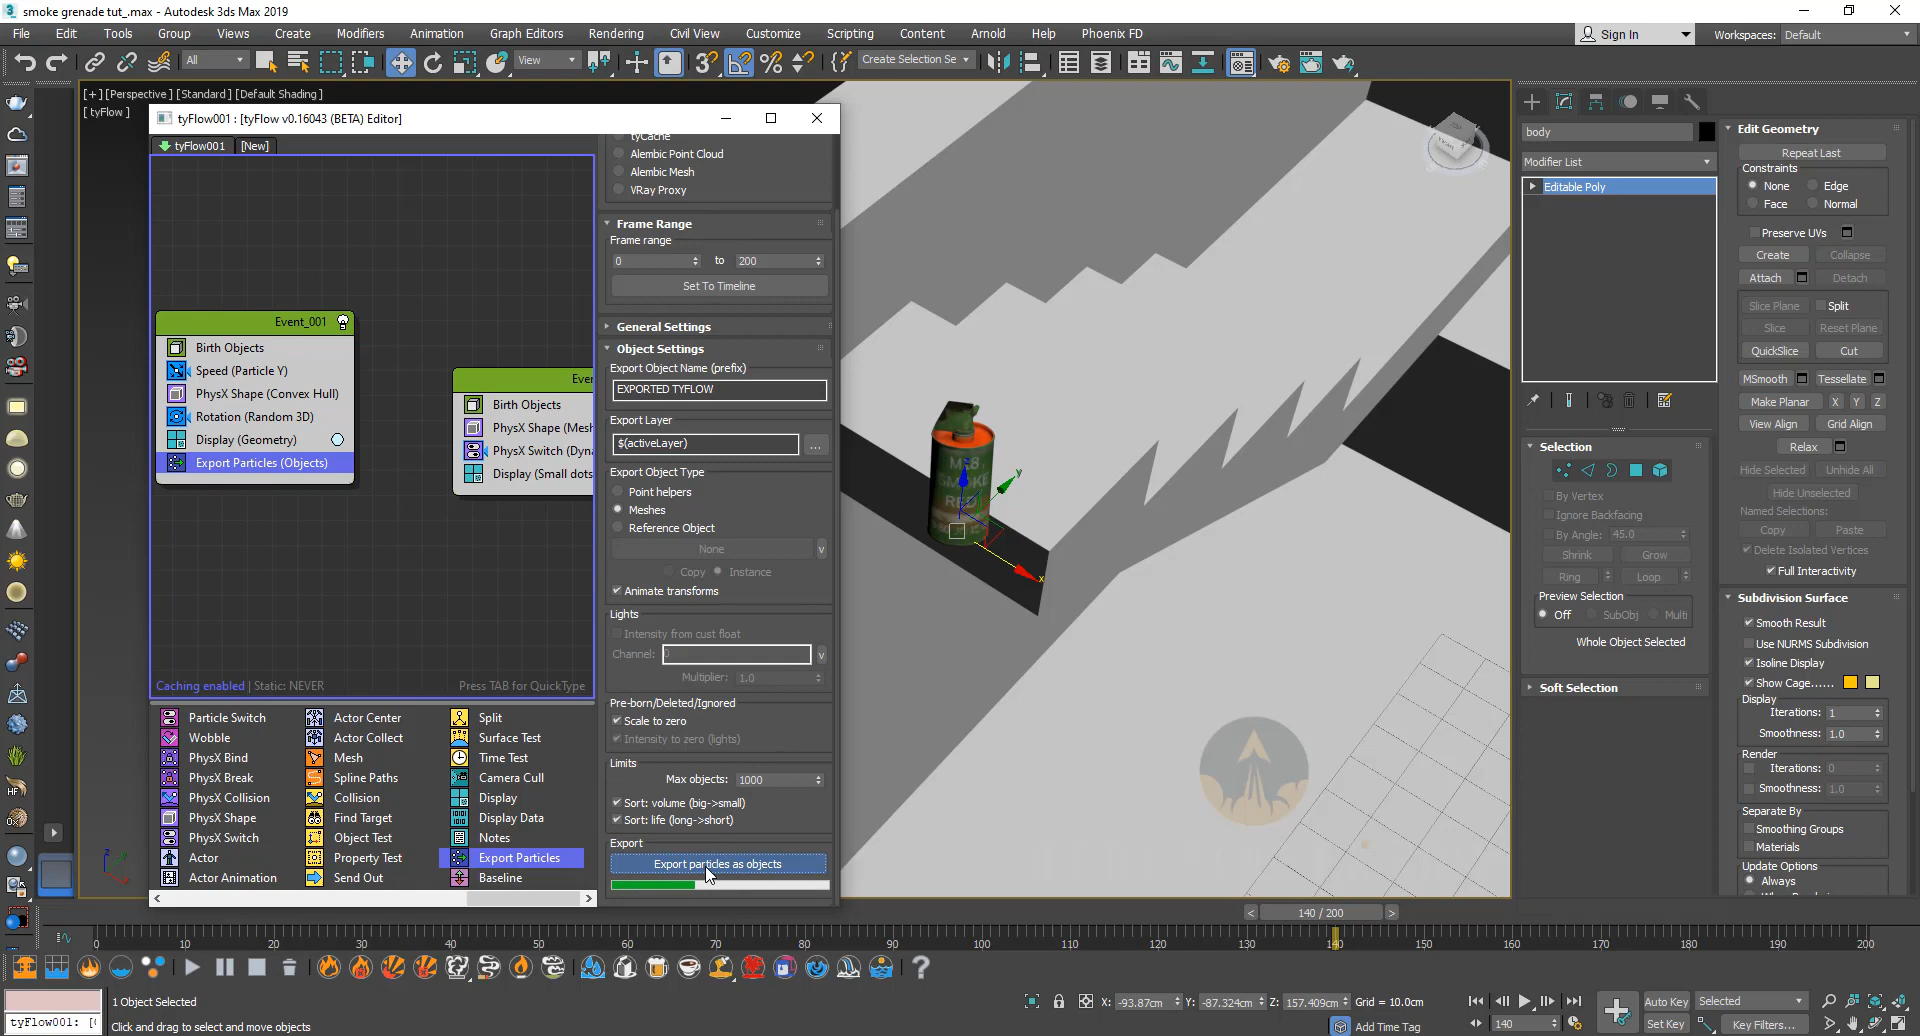 smoke grenade tut_.max - Autodesk 3ds Max 2019
File Edit Tools Group Views Create Modifiers Animation Graph Editors Rendering Civil View Customize Scripting Content Arnold Help Phoenix FD
Sign In Workspaces: Default
All View Create Selection Se
[+] [Perspective ] [Standard ] [Default Shading ]
[ tyFlow ]
tyFlow001 : [tyFlow v0.16043 (BETA) Editor]
tyFlow001 [New]
Event_001
Birth Objects
Speed (Particle Y)
PhysX Shape (Convex Hull)
Rotation (Random 3D)
Display (Geometry)
Export Particles (Objects)
Birth Objects
Display (Small dots
Caching enabled | Static: NEVER Press TAB for QuickType
Particle Switch Actor Center Split
Wobble Actor Collect Surface Test
PhysX Bind Mesh Time Test
PhysX Break Spline Paths Camera Cull
PhysX Collision Collision Display
PhysX Shape Find Target Display Data
PhysX Switch Object Test Notes
Actor Property Test Export Particles
Actor Animation Send Out Baseline
tyCache
Alembic Point Cloud
Alembic Mesh
VRay Proxy
Frame Range
Frame range
0 to 200
Set To Timeline
General Settings
Object Settings
Export Object Name (prefix)
EXPORTED TYFLOW
Export Layer
$(activeLayer) ...
Export Object Type
Point helpers
Meshes
Reference Object
None v
Copy Instance
Animate transforms
Lights
Intensity from cust float
Channel: v
Multiplier: 1.0
Pre-born/Deleted/Ignored
Scale to zero
Intensity to zero (lights)
Limits
Max objects: 1000
Sort: volume (big->small)
Sort: life (long->short)
Export
Export particles as objects
SMOKE
RED
x y
body
Modifier List
Editable Poly
Selection
By Vertex
Ignore Backfacing
By Angle: 45.0
Shrink Grow
Ring Loop
Preview Selection
Off SubObj Multi
Whole Object Selected
Soft Selection
Edit Geometry
Repeat Last
Constraints
None Edge
Face Normal
Preserve UVs
Create Collapse
Attach Detach
Slice Plane Split
Slice Reset Plane
QuickSlice Cut
MSmooth Tessellate
Make Planar X Y Z
View Align Grid Align
Relax
Hide Selected Unhide All
Hide Unselected
Named Selections:
Copy Paste
Delete Isolated Vertices
Full Interactivity
Subdivision Surface
Smooth Result
Use NURMS Subdivision
Isoline Display
Show Cage......
Display
Iterations: 1
Smoothness: 1.0
Render
Iterations: 0
Smoothness: 1.0
Separate By
Smoothing Groups
Materials
Update Options
Always
< 140 / 200 >
0 10 20 30 40 50 60 70 80 90 100 110 120 130 140 150 160 170 180 190 200
1 Object Selected
Click and drag to select and move objects
tyFlow001: [
X: -93.87cm Y: -87.324cm Z: 157.409cm Grid = 10.0cm
Add Time Tag
140
Auto Key Selected
Set Key Key Filters...